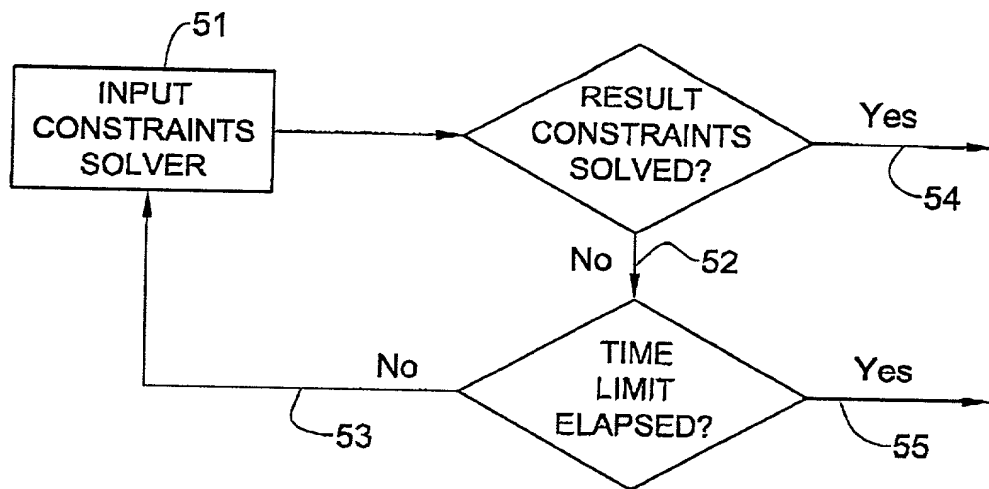 51
INPUT
CONSTRAINTS
SOLVER
RESULT
CONSTRAINTS
SOLVED?
Yes
54
No
52
TIME
LIMIT
ELAPSED?
No
53
Yes
55